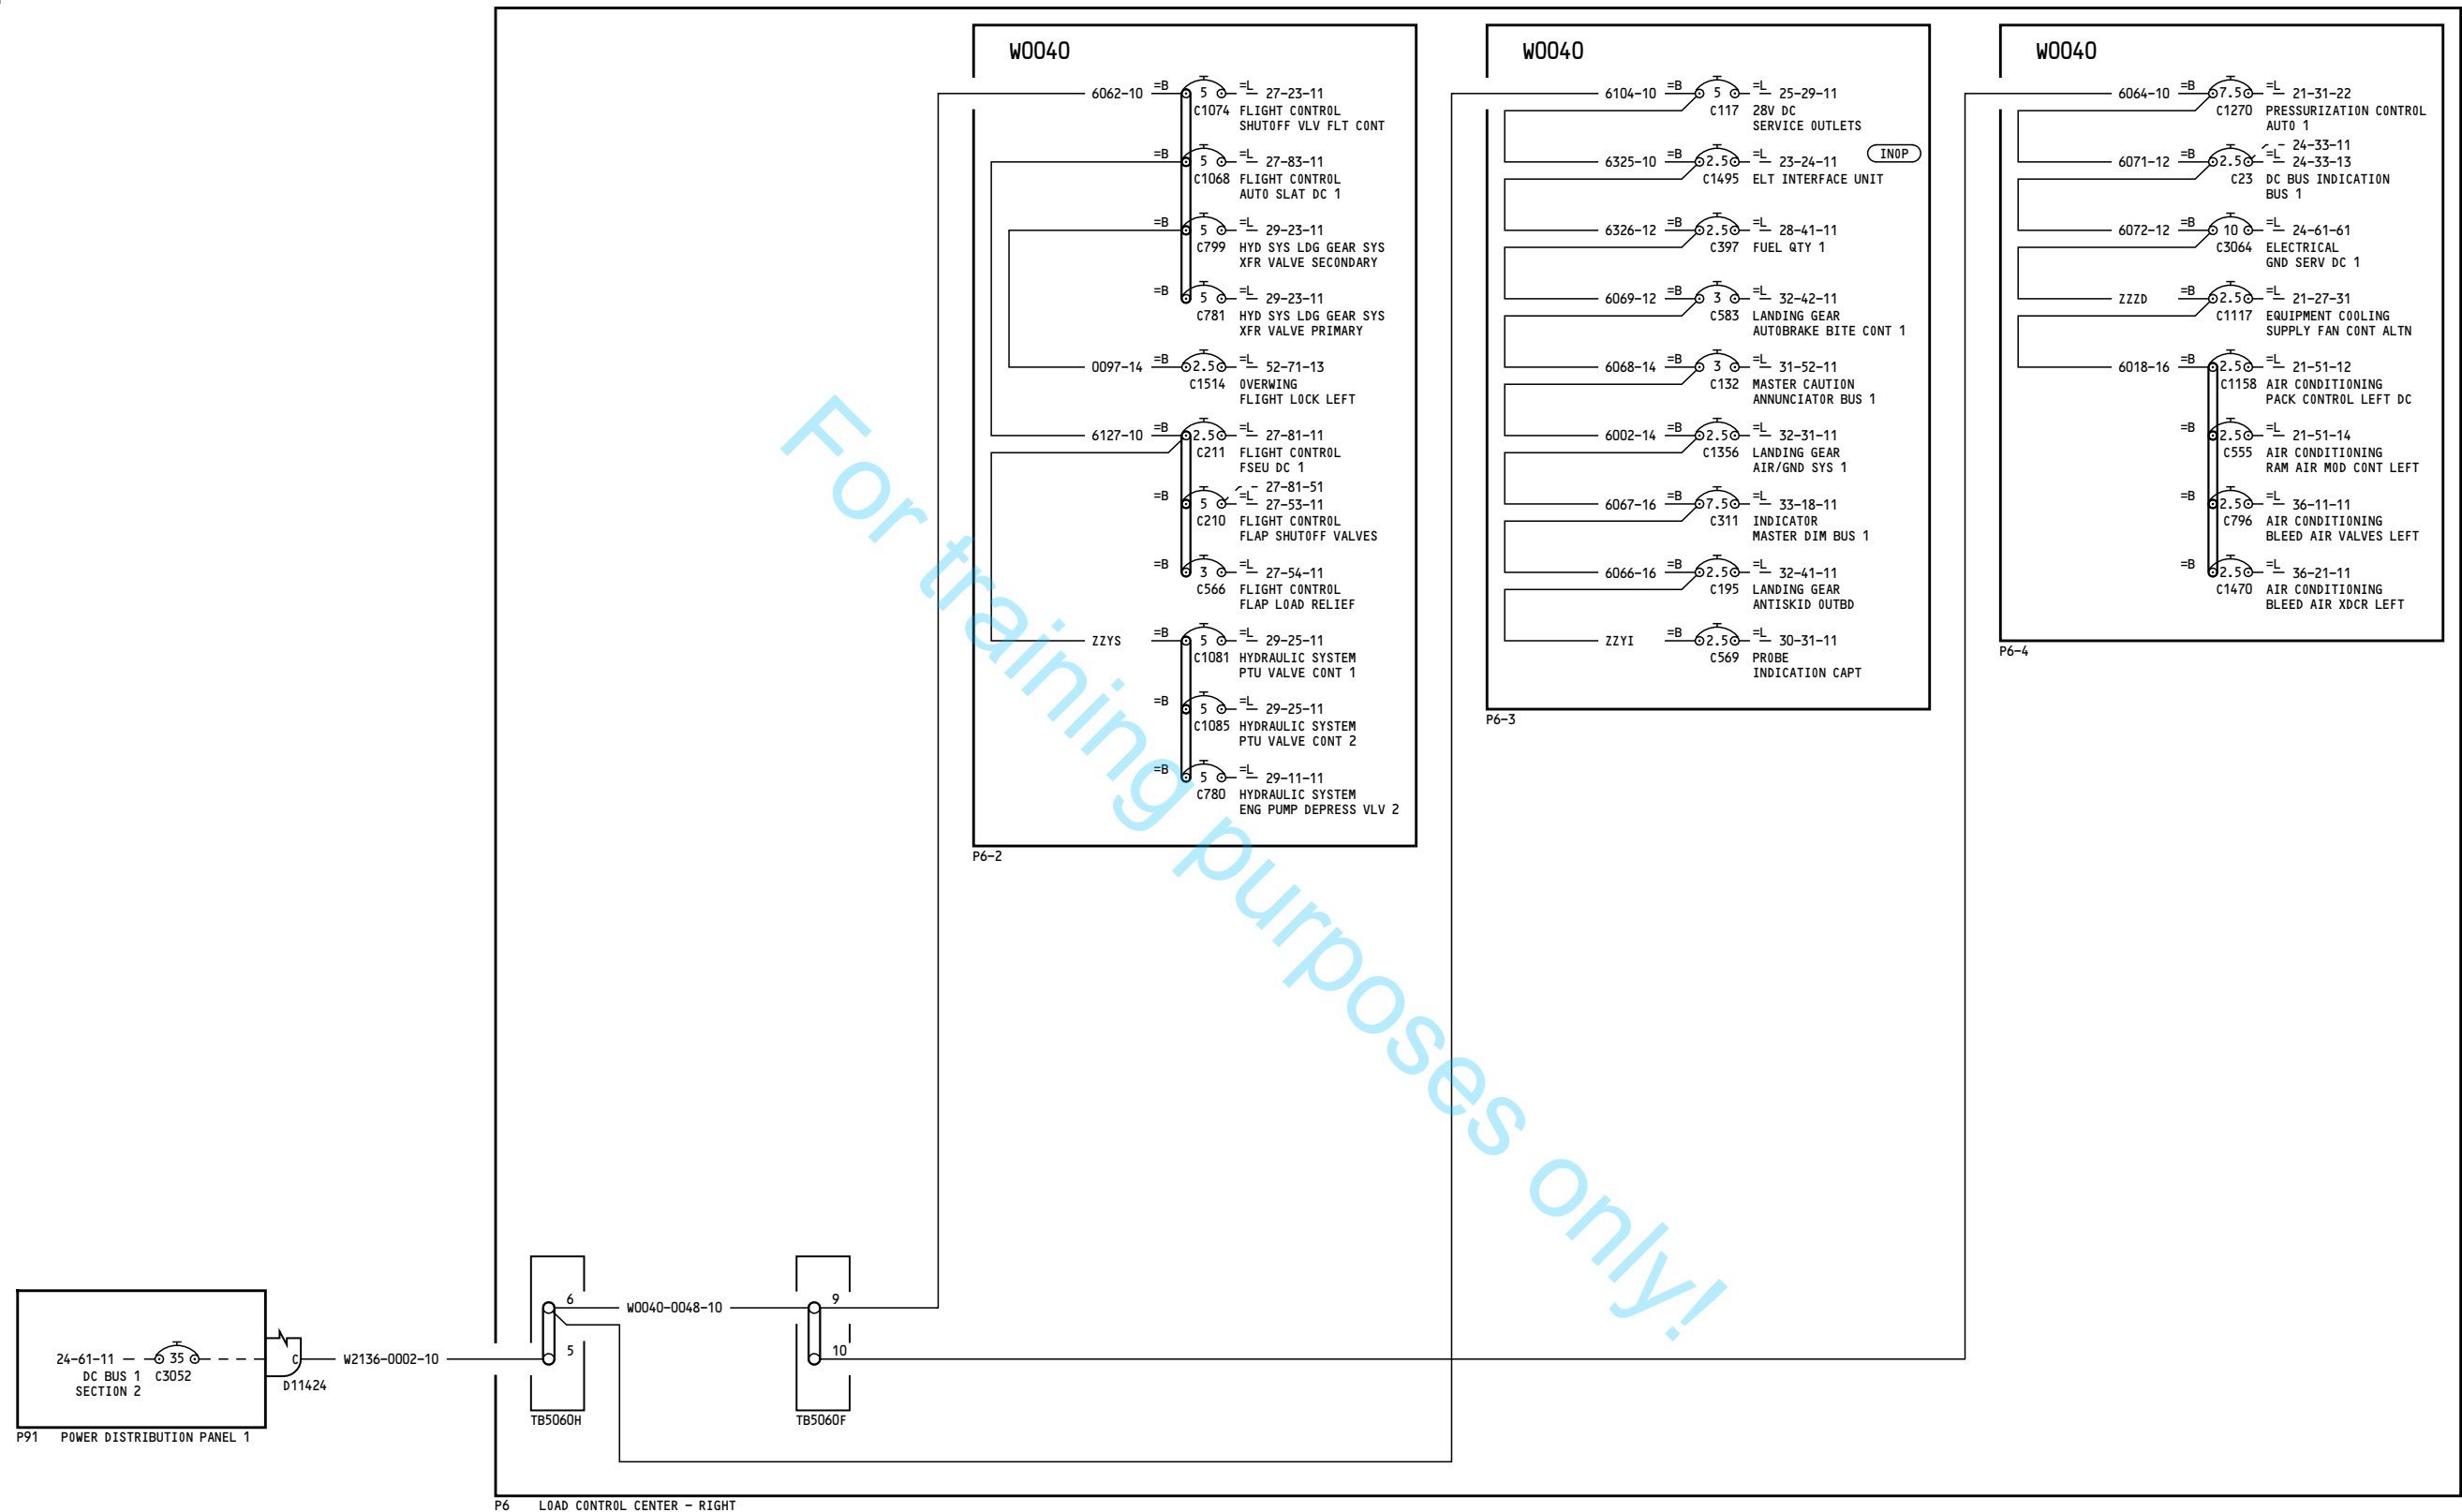 W0040
6062-10 =B 5 =L 27-23-11
C1074 FLIGHT CONTROL
SHUTOFF VLV FLT CONT
=B 5 =L 27-83-11
C1068 FLIGHT CONTROL
AUTO SLAT DC 1
=B 5 =L 29-23-11
C799 HYD SYS LDG GEAR SYS
XFR VALVE SECONDARY
=B 5 =L 29-23-11
C781 HYD SYS LDG GEAR SYS
XFR VALVE PRIMARY
0097-14 =B 2.5 =L 52-71-13
C1514 OVERWING
FLIGHT LOCK LEFT
6127-10 =B 2.5 =L 27-81-11
C211 FLIGHT CONTROL
FSEU DC 1
27-81-51
=B 5 =L 27-53-11
C210 FLIGHT CONTROL
FLAP SHUTOFF VALVES
=B 3 =L 27-54-11
C566 FLIGHT CONTROL
FLAP LOAD RELIEF
ZZYS =B 5 =L 29-25-11
C1081 HYDRAULIC SYSTEM
PTU VALVE CONT 1
=B 5 =L 29-25-11
C1085 HYDRAULIC SYSTEM
PTU VALVE CONT 2
=B 5 =L 29-11-11
C780 HYDRAULIC SYSTEM
ENG PUMP DEPRESS VLV 2
P6-2
W0040
6104-10 =B 5 =L 25-29-11
C117 28V DC
SERVICE OUTLETS
INOP
6325-10 =B 2.5 =L 23-24-11
C1495 ELT INTERFACE UNIT
6326-12 =B 2.5 =L 28-41-11
C397 FUEL QTY 1
6069-12 =B 3 =L 32-42-11
C583 LANDING GEAR
AUTOBRAKE BITE CONT 1
6068-14 =B 3 =L 31-52-11
C132 MASTER CAUTION
ANNUNCIATOR BUS 1
6002-14 =B 2.5 =L 32-31-11
C1356 LANDING GEAR
AIR/GND SYS 1
6067-16 =B 7.5 =L 33-18-11
C311 INDICATOR
MASTER DIM BUS 1
6066-16 =B 2.5 =L 32-41-11
C195 LANDING GEAR
ANTISKID OUTBD
ZZYI =B 2.5 =L 30-31-11
C569 PROBE
INDICATION CAPT
P6-3
W0040
6064-10 =B 7.5 =L 21-31-22
C1270 PRESSURIZATION CONTROL
AUTO 1
24-33-11
6071-12 =B 2.5 =L 24-33-13
C23 DC BUS INDICATION
BUS 1
6072-12 =B 10 =L 24-61-61
C3064 ELECTRICAL
GND SERV DC 1
ZZZD =B 2.5 =L 21-27-31
C1117 EQUIPMENT COOLING
SUPPLY FAN CONT ALTN
6018-16 =B 2.5 =L 21-51-12
C1158 AIR CONDITIONING
PACK CONTROL LEFT DC
=B 2.5 =L 21-51-14
C555 AIR CONDITIONING
RAM AIR MOD CONT LEFT
=B 2.5 =L 36-11-11
C796 AIR CONDITIONING
BLEED AIR VALVES LEFT
=B 2.5 =L 36-21-11
C1470 AIR CONDITIONING
BLEED AIR XDCR LEFT
P6-4
For training purposes only!
6 W0040-0048-10 9
5 10
TB5060H TB5060F
24-61-11 35 C W2136-0002-10
DC BUS 1 C3052
SECTION 2
D11424
P91 POWER DISTRIBUTION PANEL 1
P6 LOAD CONTROL CENTER - RIGHT